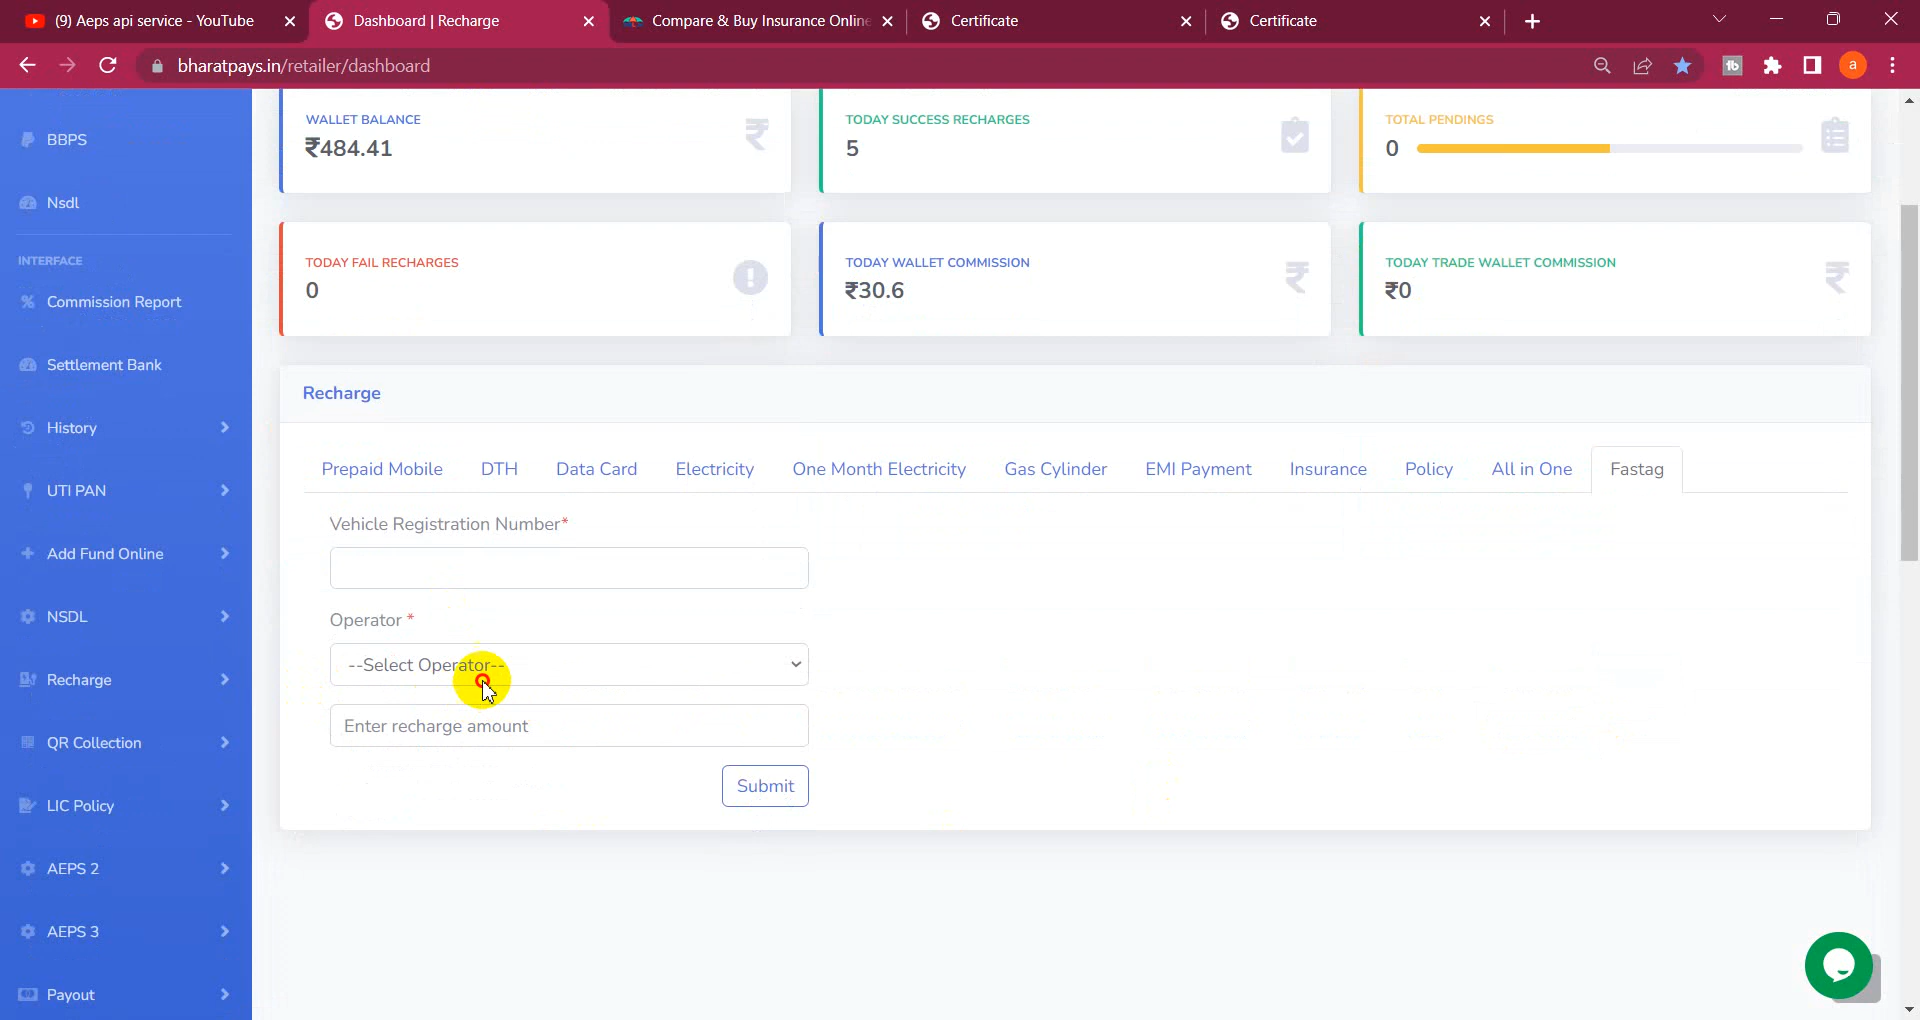 (9) Aeps api service - YouTube
Dashboard | Recharge
Compare & Buy Insurance Online
Certificate
Certificate
bharatpays.in/retailer/dashboard
a
BBPS
Nsdl
INTERFACE
Commission Report
Settlement Bank
History
UTI PAN
Add Fund Online
NSDL
Recharge
QR Collection
LIC Policy
AEPS 2
AEPS 3
Payout
WALLET BALANCE
₹484.41
TODAY SUCCESS RECHARGES
5
TOTAL PENDINGS
0
TODAY FAIL RECHARGES
0
TODAY WALLET COMMISSION
₹30.6
TODAY TRADE WALLET COMMISSION
₹0
Recharge
Prepaid Mobile DTH Data Card Electricity One Month Electricity Gas Cylinder EMI Payment Insurance Policy All in One Fastag
Vehicle Registration Number*
Operator *
--Select Operator--
Enter recharge amount
Submit